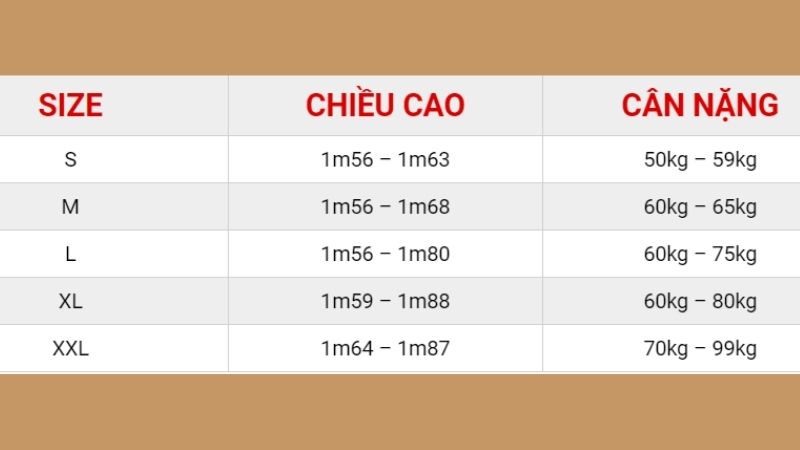 SIZE CHIỀU CAO CÂN NẶNG
S 1m56 – 1m63 50kg – 59kg
M 1m56 – 1m68 60kg – 65kg
L 1m56 – 1m80 60kg – 75kg
XL 1m59 – 1m88 60kg – 80kg
XXL 1m64 – 1m87 70kg – 99kg